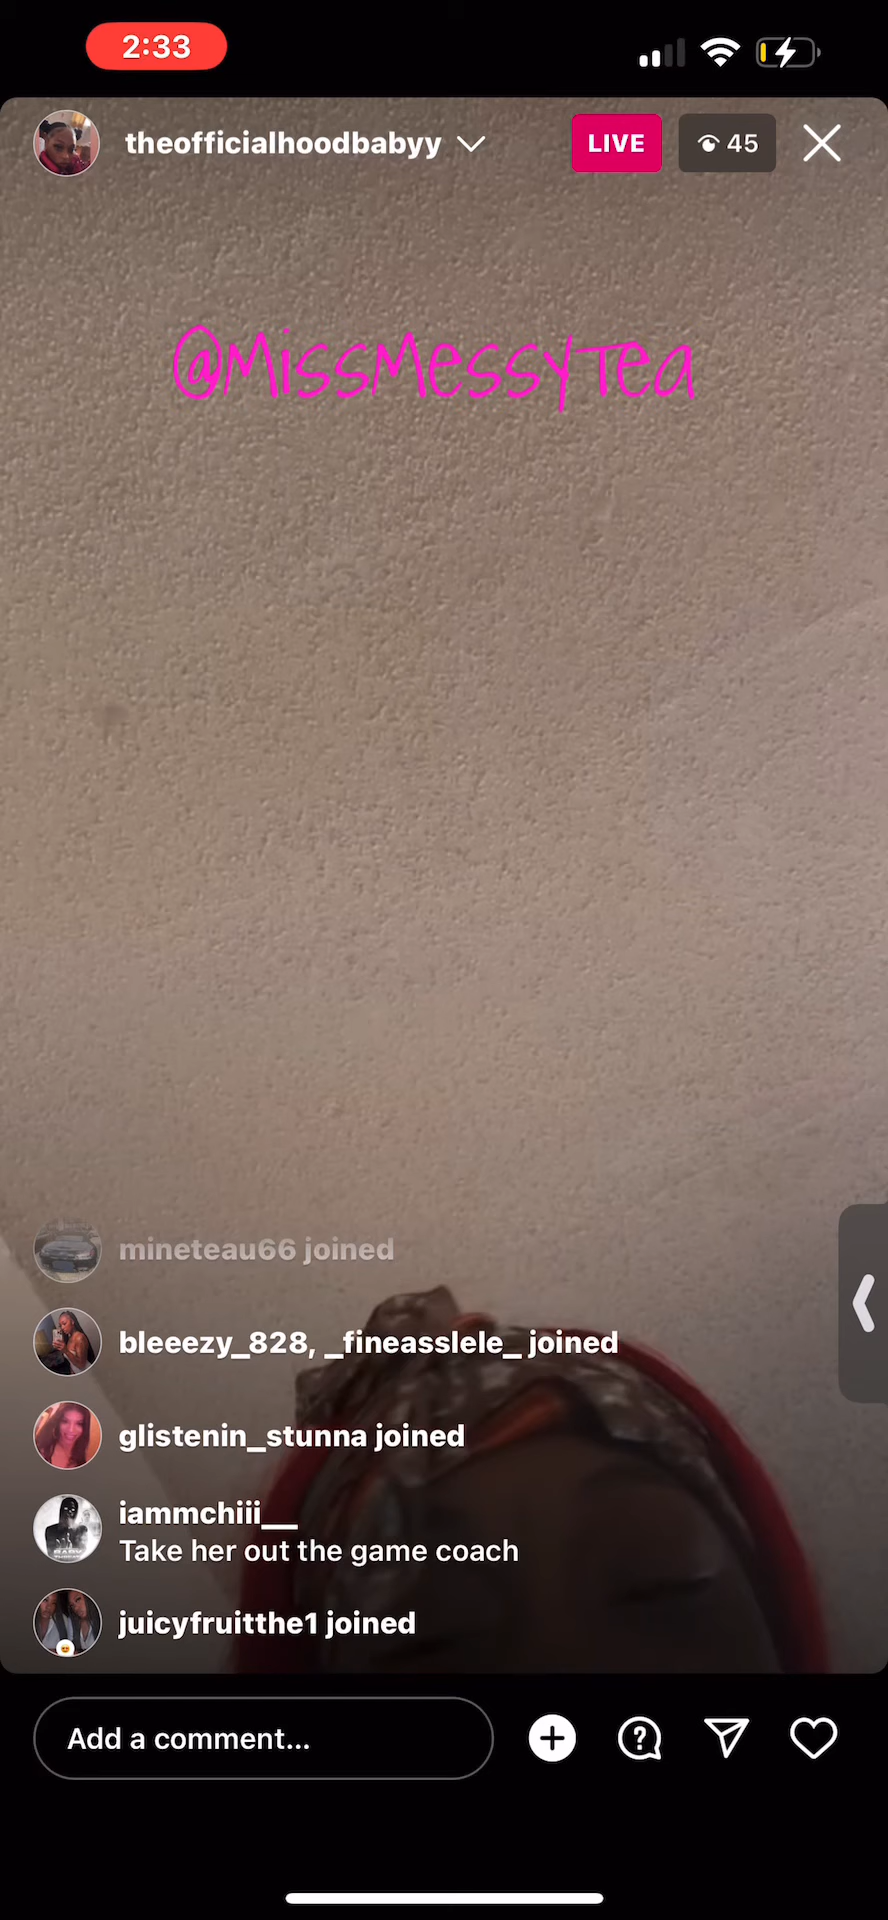 2:33
theofficialhoodbabyy
LIVE
45
@MissMessyTea
mineteau66 joined
bleeezy_828, _fineasslele_ joined
glistenin_stunna joined
iammchiii__
Take her out the game coach
juicyfruitthe1 joined
Add a comment...